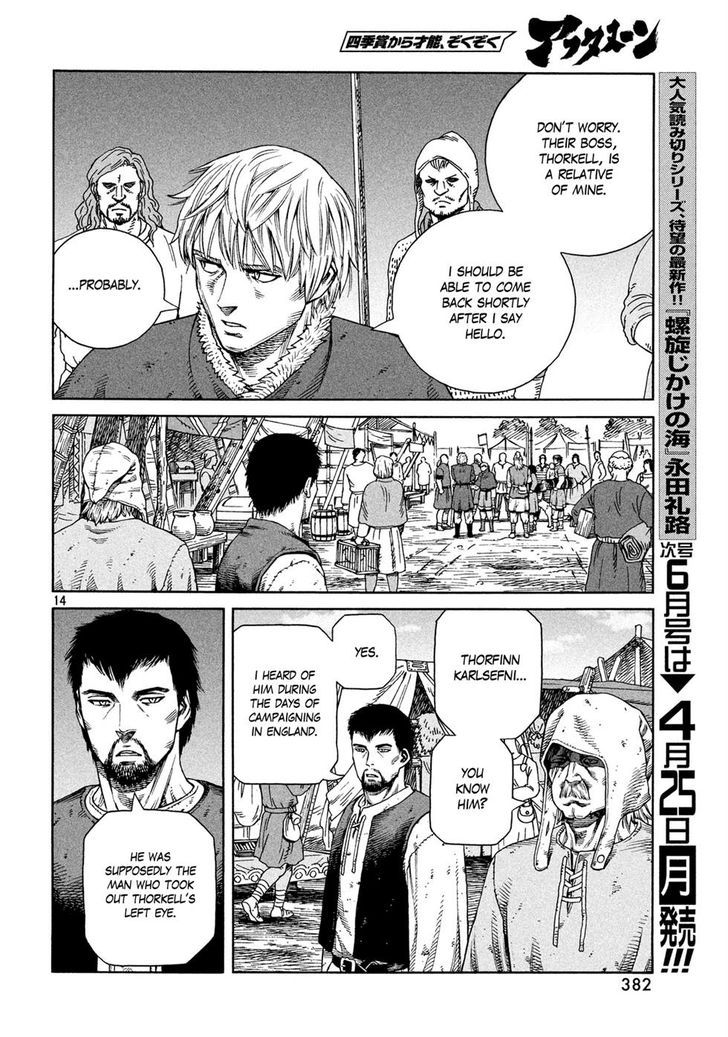 四季賞から才能、ぞくぞく
アフタヌーン
DON'T WORRY.
THEIR BOSS,
THORKELL, IS
A RELATIVE
OF MINE.
I SHOULD BE
ABLE TO COME
BACK SHORTLY
AFTER I SAY
HELLO.
...PROBABLY.
THORFINN
KARLSEFNI...
YOU
KNOW
HIM?
YES.
I HEARD OF
HIM DURING
THE DAYS OF
CAMPAIGNING
IN ENGLAND.
14
HE WAS
SUPPOSEDLY THE
MAN WHO TOOK
OUT THORKELL'S
LEFT EYE.
大人気読み切りシリーズ、待望の最新作!!『螺旋じかけの海』永田礼路
次号6月号は▼4月25日月発売!!!
382